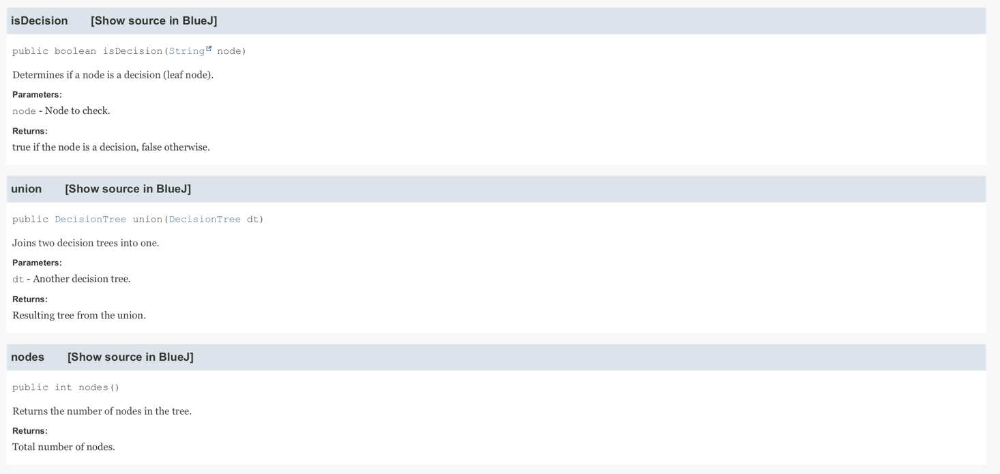 isDecision [Show source in BlueJ]
public boolean isDecision(String node)
Determines if a node is a decision (leaf node).
Parameters:
node - Node to check.
Returns:
true if the node is a decision, false otherwise.
union [Show source in BlueJ]
public DecisionTree union(DecisionTree dt)
Joins two decision trees into one.
Parameters:
dt - Another decision tree.
Returns:
Resulting tree from the union.
nodes [Show source in BlueJ]
public int nodes()
Returns the number of nodes in the tree.
Returns:
Total number of nodes.